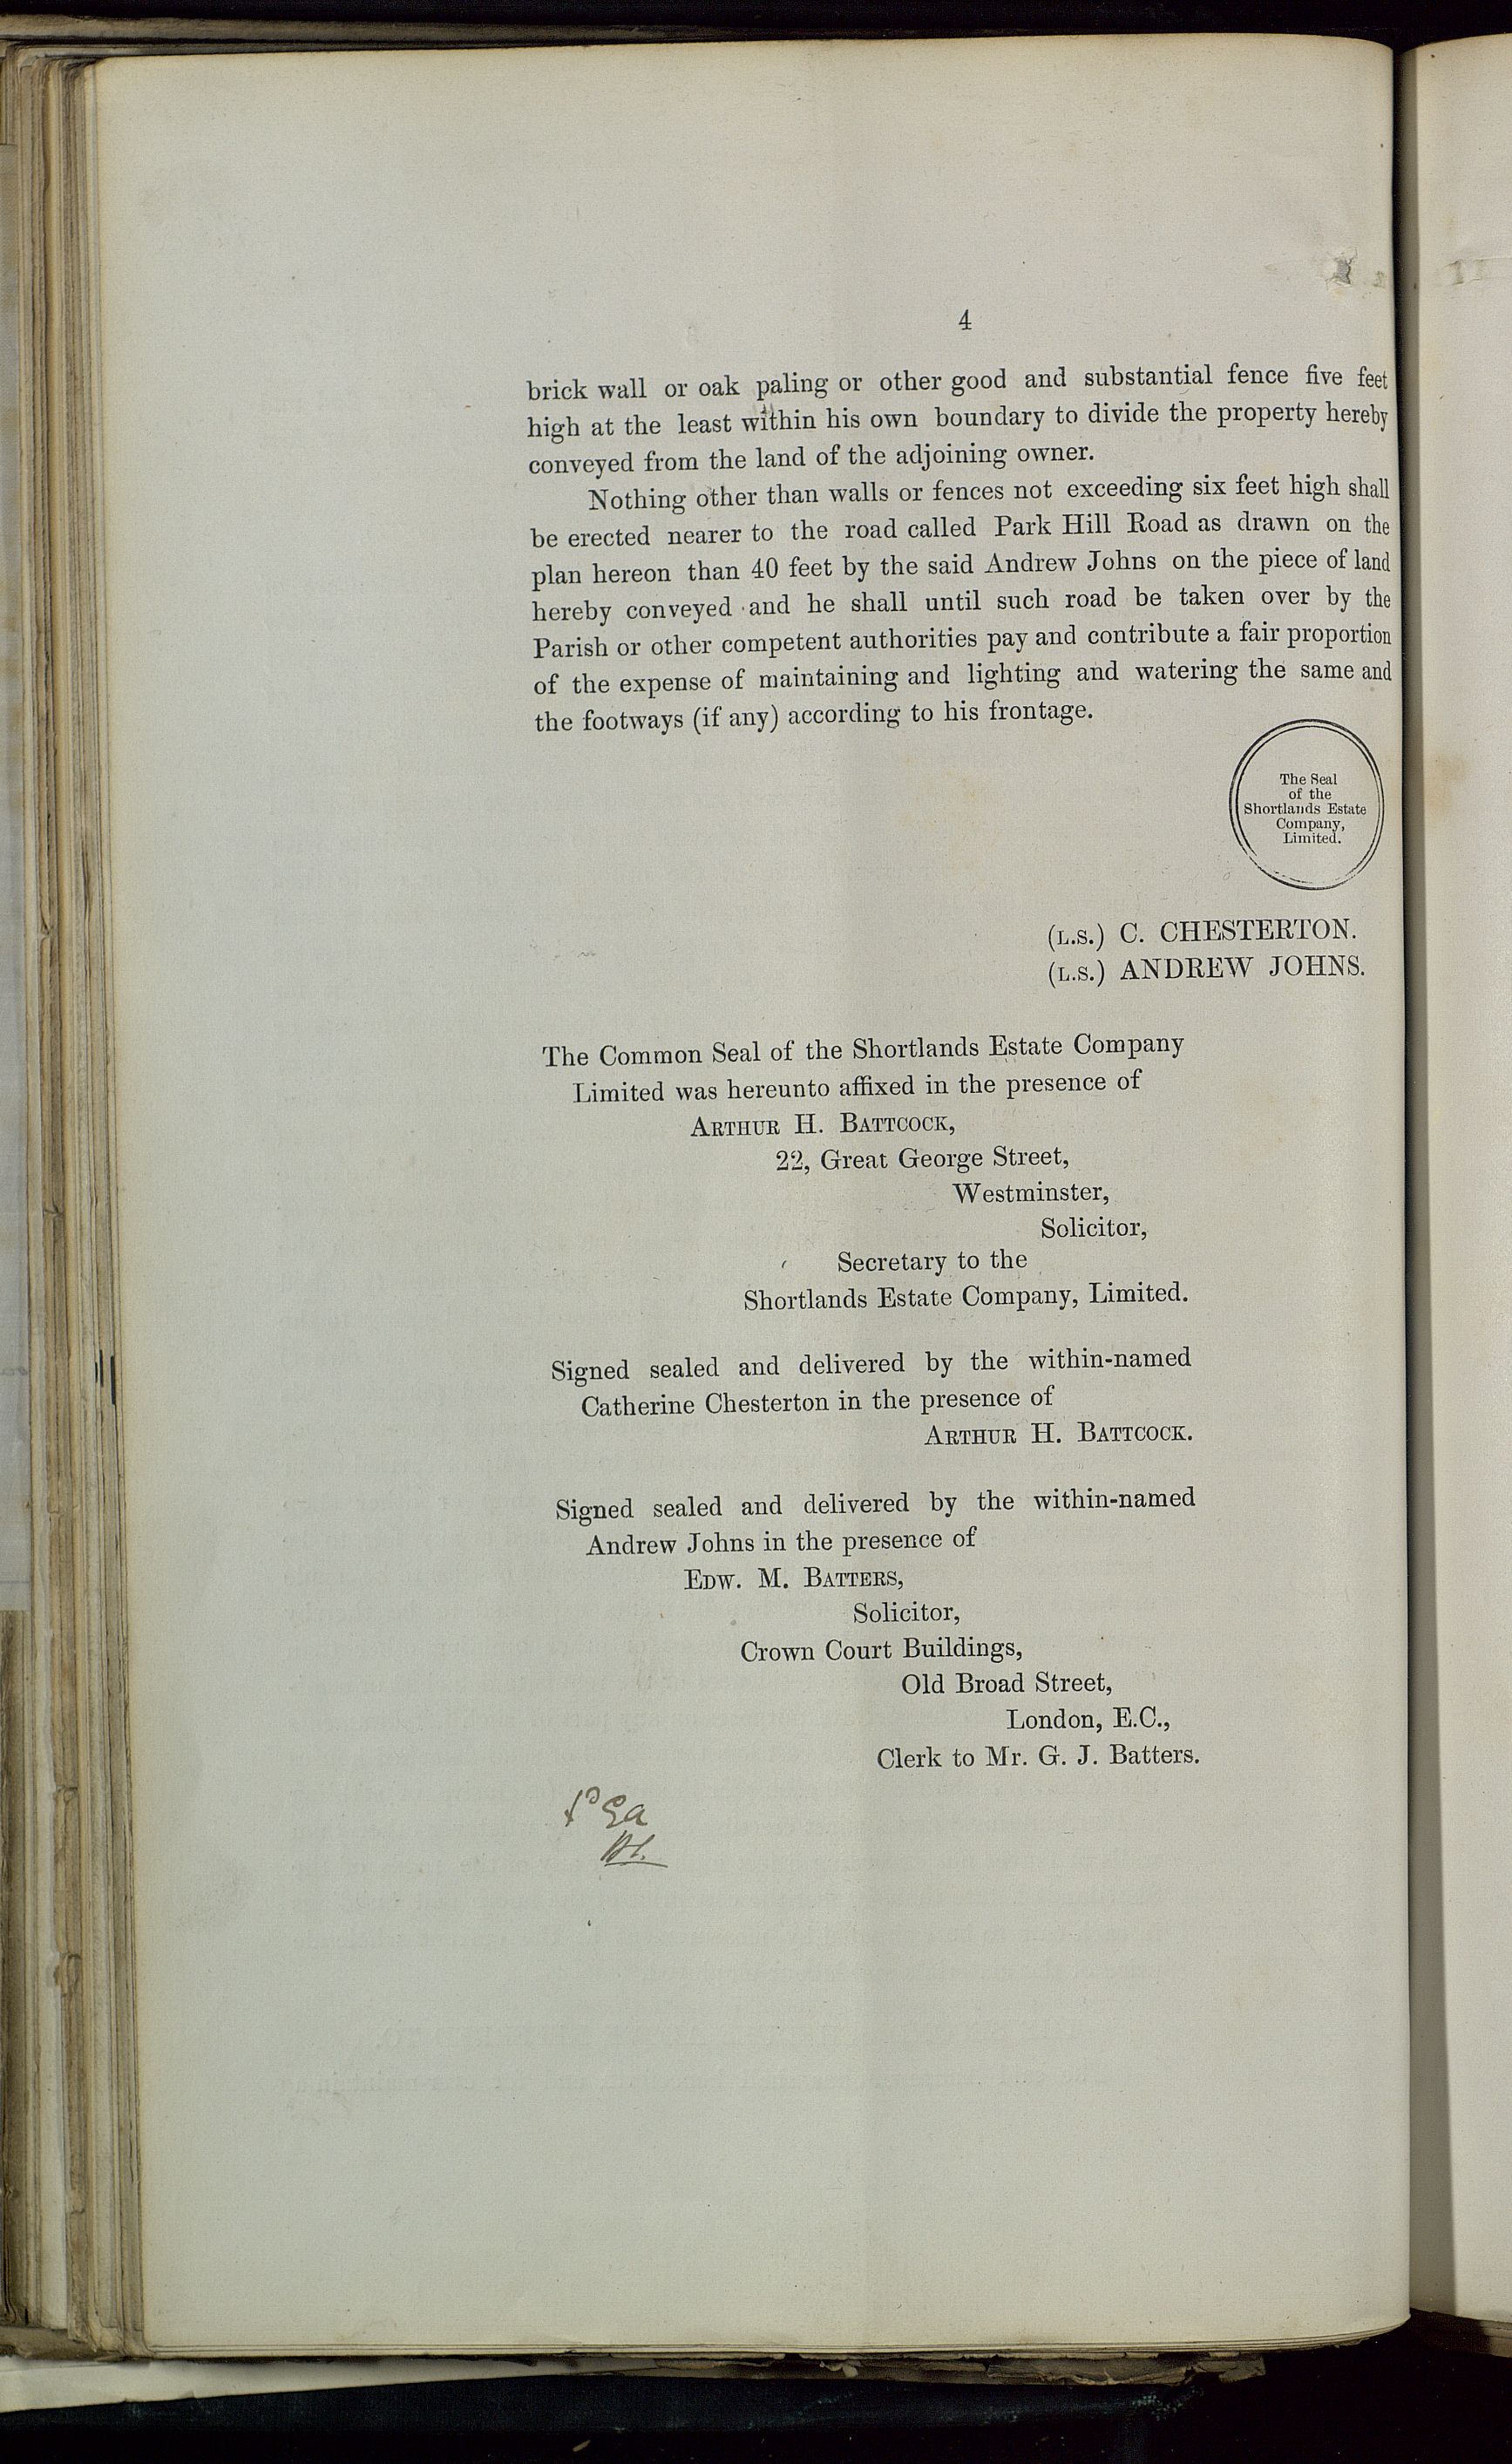 4
brick wall or oak paling or other good and substantial fence five feet
high at the least within his own boundary to divide the property hereby
conveyed from the land of the adjoining owner.
Nothing other than walls or fences not exceeding six feet high shall
be erected nearer to the road called Park Hill Road as drawn on the
plan hereon than 40 feet by the said Andrew Johns on the piece of land
hereby conveyed and he shall until such road be taken over by the
Parish or other competent authorities pay and contribute a fair proportion
of the expense of maintaining and lighting and watering the same and
the footways (if any) according to his frontage.
The Seal
of the
Shortlands Estate
Company,
Limited.
(L.S.) C. CHESTERTON.
(L.S.) ANDREW JOHNS.
The Common Seal of the Shortlands Estate Company
Limited was hereunto affixed in the presence of
ARTHUR H. BATTCOCK,
22, Great George Street,
Westminster,
Solicitor,
Secretary to the
Shortlands Estate Company, Limited.
Signed sealed and delivered by the within-named
Catherine Chesterton in the presence of
ARTHUR H. BATTCOCK.
Signed sealed and delivered by the within-named
Andrew Johns in the presence of
EDW. M. BATTERS,
Solicitor,
Crown Court Buildings,
Old Broad Street,
London, E.C.,
Clerk to Mr. G. J. Batters.